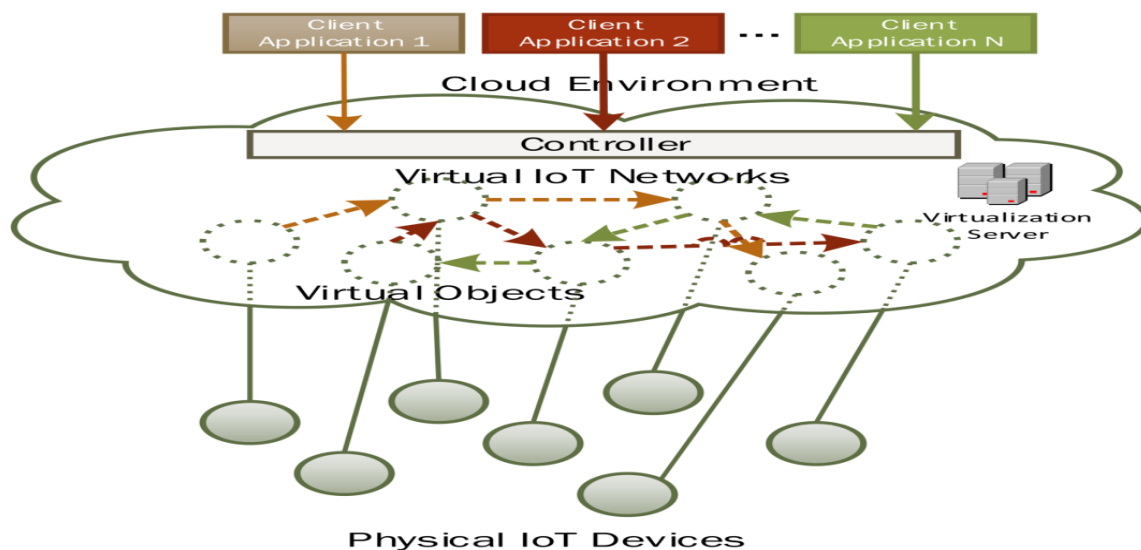 Client
Application 1
Client
Application 2
...
Client
Application N
Cloud Environment
Controller
Virtual IoT Networks
Virtualization
Server
Virtual Objects
Physical IoT Devices